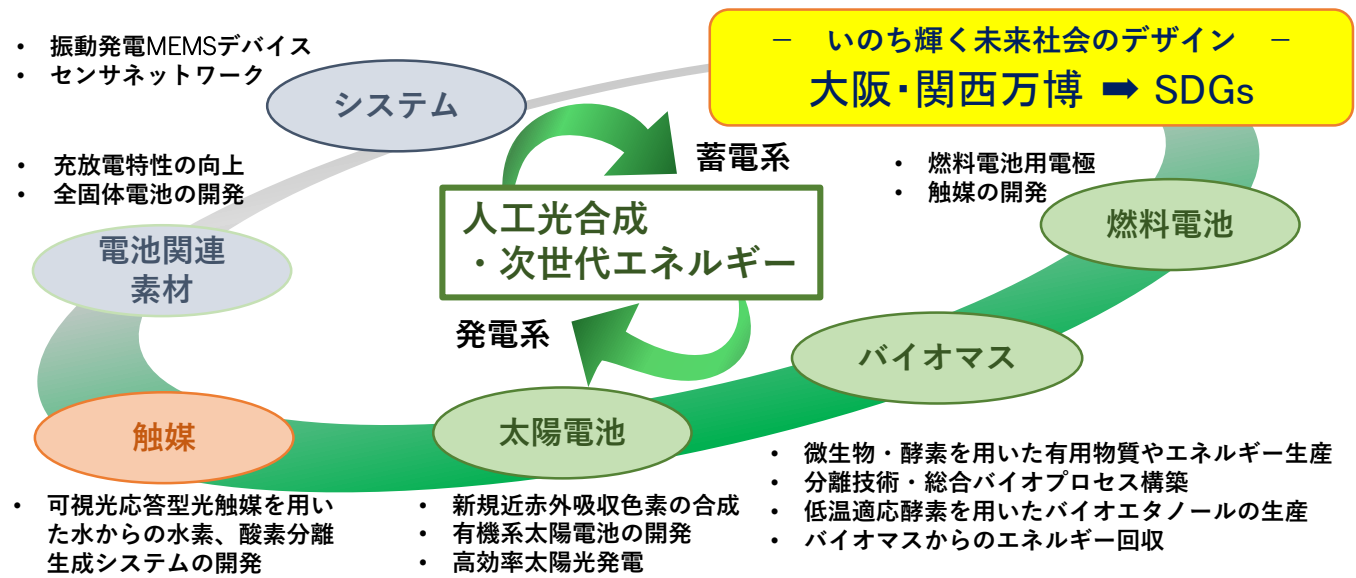 ・ 振動発電MEMSデバイス
・ センサネットワーク
システム
－ いのち輝く未来社会のデザイン －
大阪・関西万博 ➡ SDGs
・ 充放電特性の向上
・ 全固体電池の開発
電池関連
素材
蓄電系
人工光合成
・次世代エネルギー
発電系
・ 燃料電池用電極
・ 触媒の開発
燃料電池
バイオマス
太陽電池
触媒
・ 可視光応答型光触媒を用い
た水からの水素、酸素分離
生成システムの開発
・ 新規近赤外吸収色素の合成
・ 有機系太陽電池の開発
・ 高効率太陽光発電
・ 微生物・酵素を用いた有用物質やエネルギー生産
・ 分離技術・総合バイオプロセス構築
・ 低温適応酵素を用いたバイオエタノールの生産
・ バイオマスからのエネルギー回収